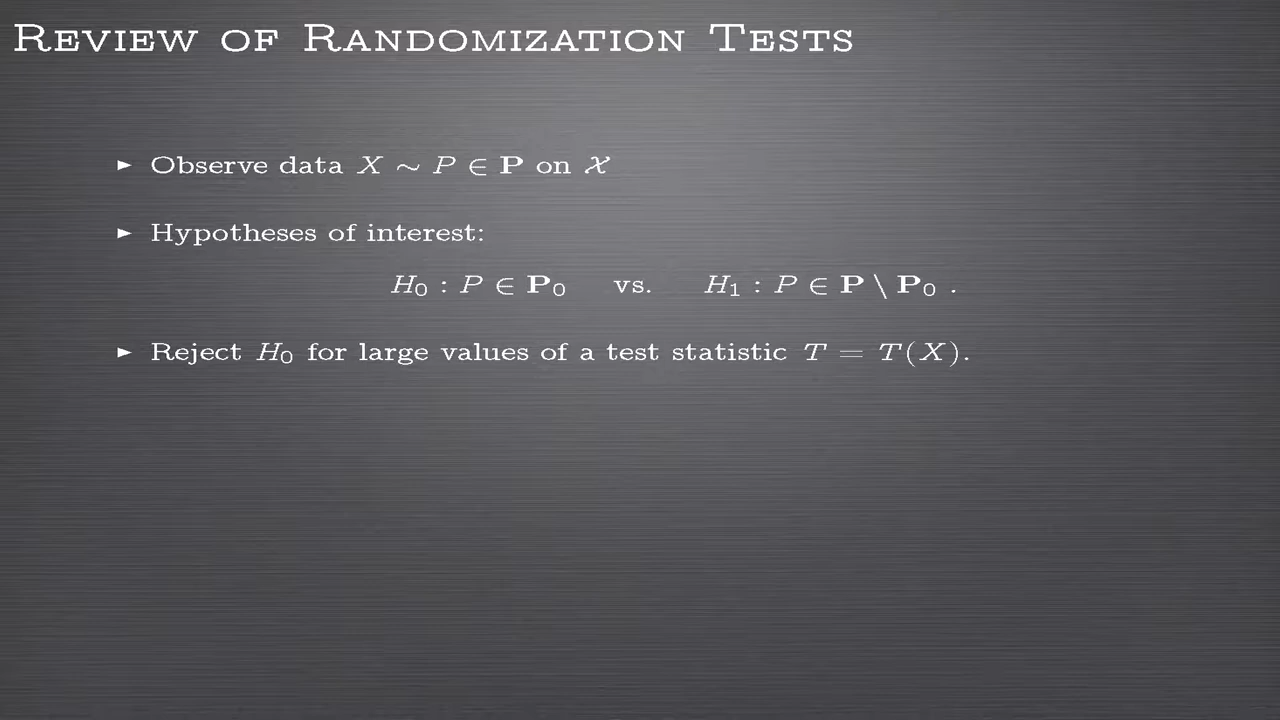 Review of Randomization Tests
► Observe data X ∼ P ∈ P on 𝒳
► Hypotheses of interest:
H₀ : P ∈ P₀ vs. H₁ : P ∈ P \ P₀ .
► Reject H₀ for large values of a test statistic T = T(X).